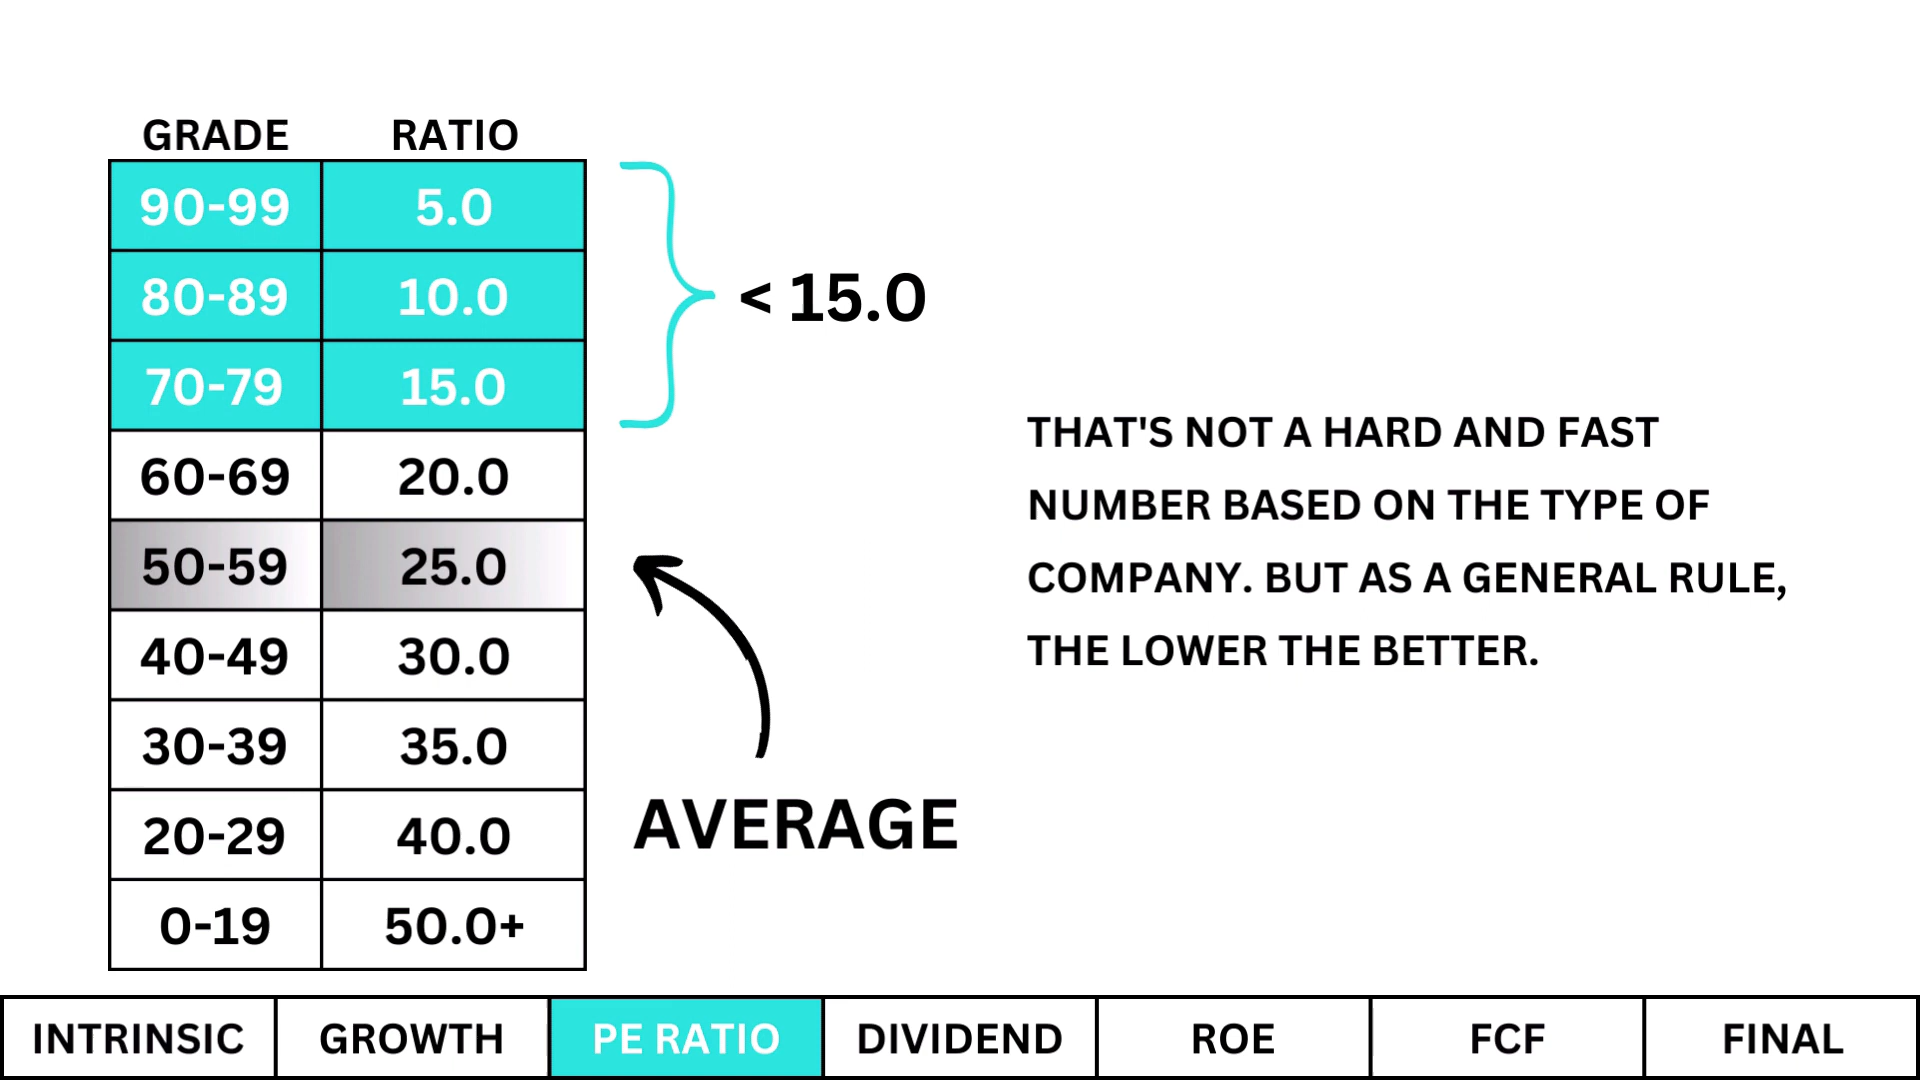 GRADE RATIO
90-99 5.0
80-89 10.0
70-79 15.0
< 15.0
60-69 20.0
50-59 25.0
40-49 30.0
30-39 35.0
20-29 40.0
0-19 50.0+
AVERAGE
THAT'S NOT A HARD AND FAST
NUMBER BASED ON THE TYPE OF
COMPANY. BUT AS A GENERAL RULE,
THE LOWER THE BETTER.
INTRINSIC GROWTH PE RATIO DIVIDEND ROE FCF FINAL